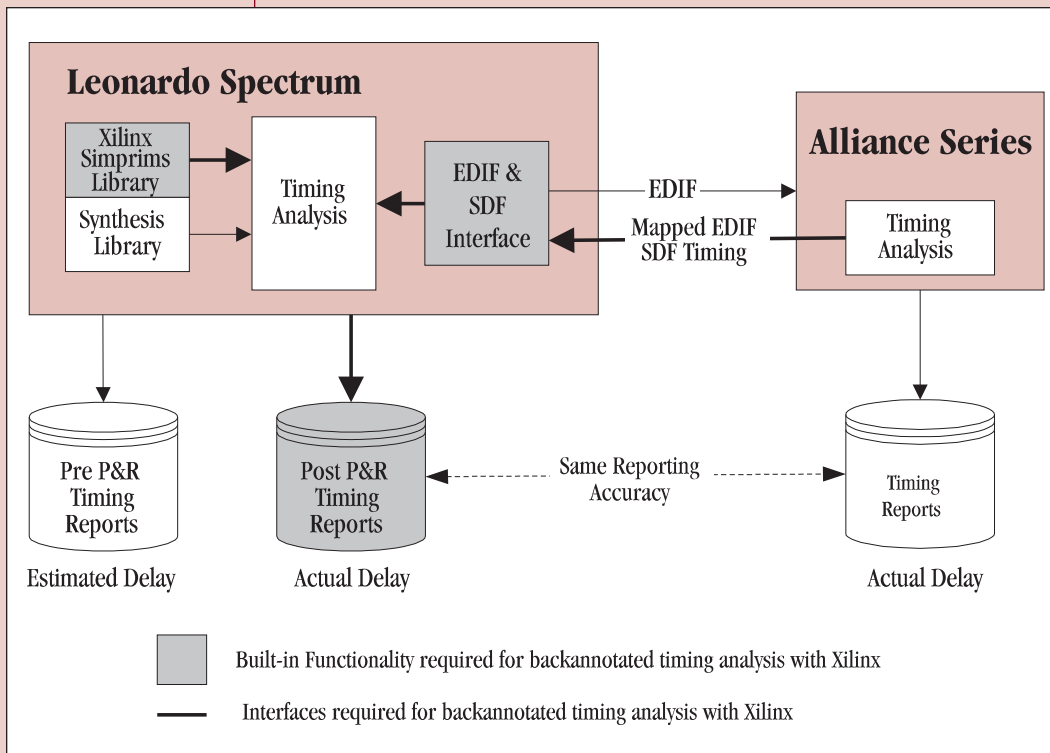 Leonardo Spectrum
Xilinx
Simprims
Library
Synthesis
Library
Timing
Analysis
EDIF &
SDF
Interface
EDIF
Mapped EDIF
SDF Timing
Alliance Series
Timing
Analysis
Pre P&R
Timing
Reports
Estimated Delay
Post P&R
Timing
Reports
Actual Delay
Same Reporting
Accuracy
Timing
Reports
Actual Delay
Built-in Functionality required for backannotated timing analysis with Xilinx
Interfaces required for backannotated timing analysis with Xilinx